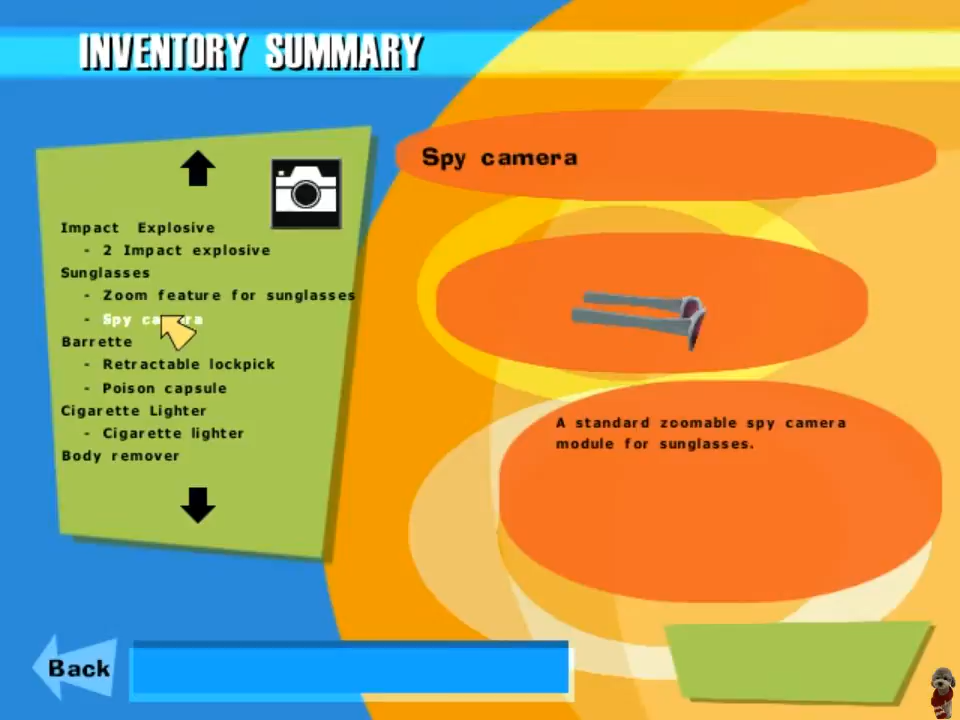 INVENTORY SUMMARY
Spy camera
Impact Explosive
- 2 Impact explosive
Sunglasses
- Zoom feature for sunglasses
- Spy camera
Barrette
- Retractable lockpick
- Poison capsule
Cigarette Lighter
- Cigarette lighter
Body remover
A standard zoomable spy camera
module for sunglasses.
Back